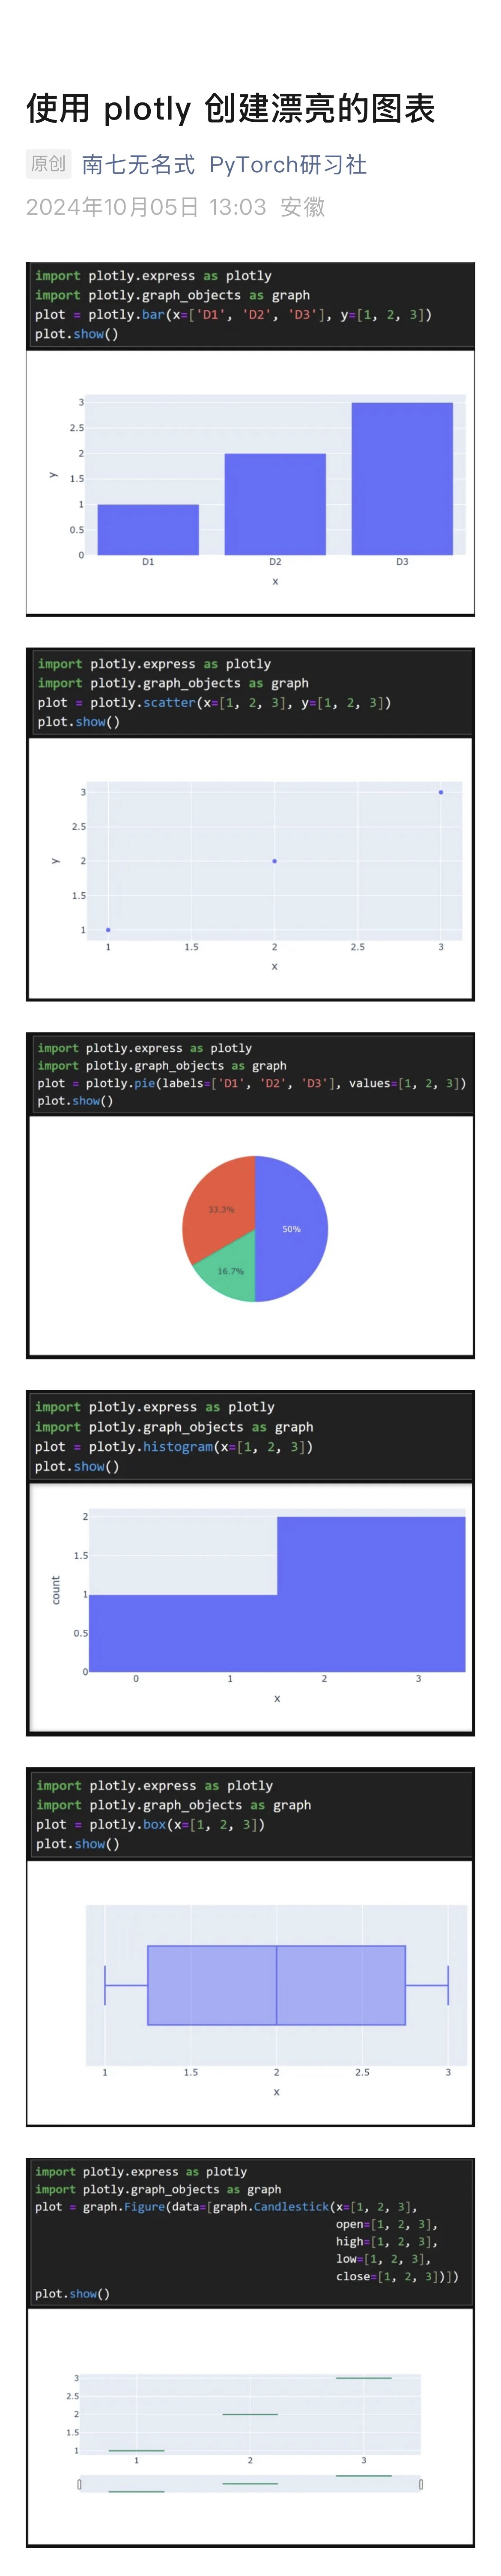 使用 plotly 创建漂亮的图表
原创 南七无名式 PyTorch研习社
2024年10月05日 13:03 安徽
import plotly.express as plotly
import plotly.graph_objects as graph
plot = plotly.bar(x=['D1', 'D2', 'D3'], y=[1, 2, 3])
plot.show()
3
2.5
2
1.5
1
0.5
0
y
D1 D2 D3
x
import plotly.express as plotly
import plotly.graph_objects as graph
plot = plotly.scatter(x=[1, 2, 3], y=[1, 2, 3])
plot.show()
3
2.5
2
1.5
1
y
1 1.5 2 2.5 3
x
import plotly.express as plotly
import plotly.graph_objects as graph
plot = plotly.pie(labels=['D1', 'D2', 'D3'], values=[1, 2, 3])
plot.show()
33.3%
50%
16.7%
import plotly.express as plotly
import plotly.graph_objects as graph
plot = plotly.histogram(x=[1, 2, 3])
plot.show()
2
1.5
1
0.5
0
count
0 1 2 3
x
import plotly.express as plotly
import plotly.graph_objects as graph
plot = plotly.box(x=[1, 2, 3])
plot.show()
1 1.5 2 2.5 3
x
import plotly.express as plotly
import plotly.graph_objects as graph
plot = graph.Figure(data=[graph.Candlestick(x=[1, 2, 3],
open=[1, 2, 3],
high=[1, 2, 3],
low=[1, 2, 3],
close=[1, 2, 3])])
plot.show()
3
2.5
2
1.5
1
1 2 3